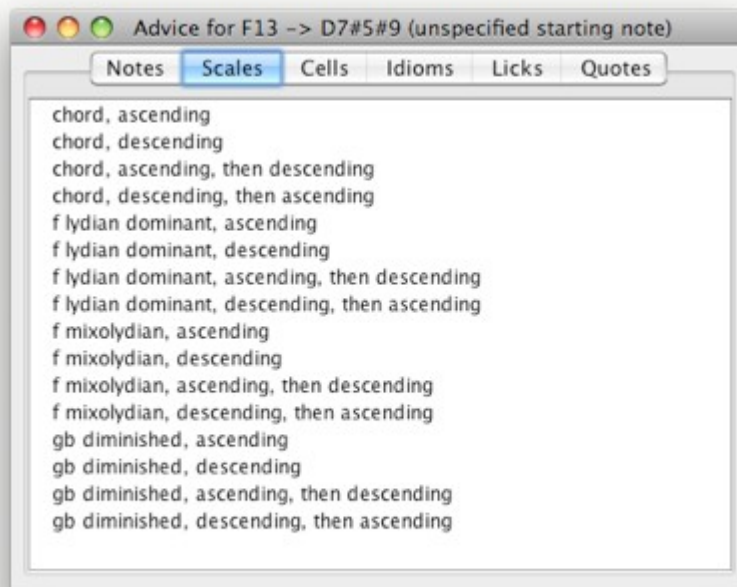 Advice for F13 -> D7#5#9 (unspecified starting note)
Notes Scales Cells Idioms Licks Quotes
chord, ascending
chord, descending
chord, ascending, then descending
chord, descending, then ascending
f lydian dominant, ascending
f lydian dominant, descending
f lydian dominant, ascending, then descending
f lydian dominant, descending, then ascending
f mixolydian, ascending
f mixolydian, descending
f mixolydian, ascending, then descending
f mixolydian, descending, then ascending
gb diminished, ascending
gb diminished, descending
gb diminished, ascending, then descending
gb diminished, descending, then ascending